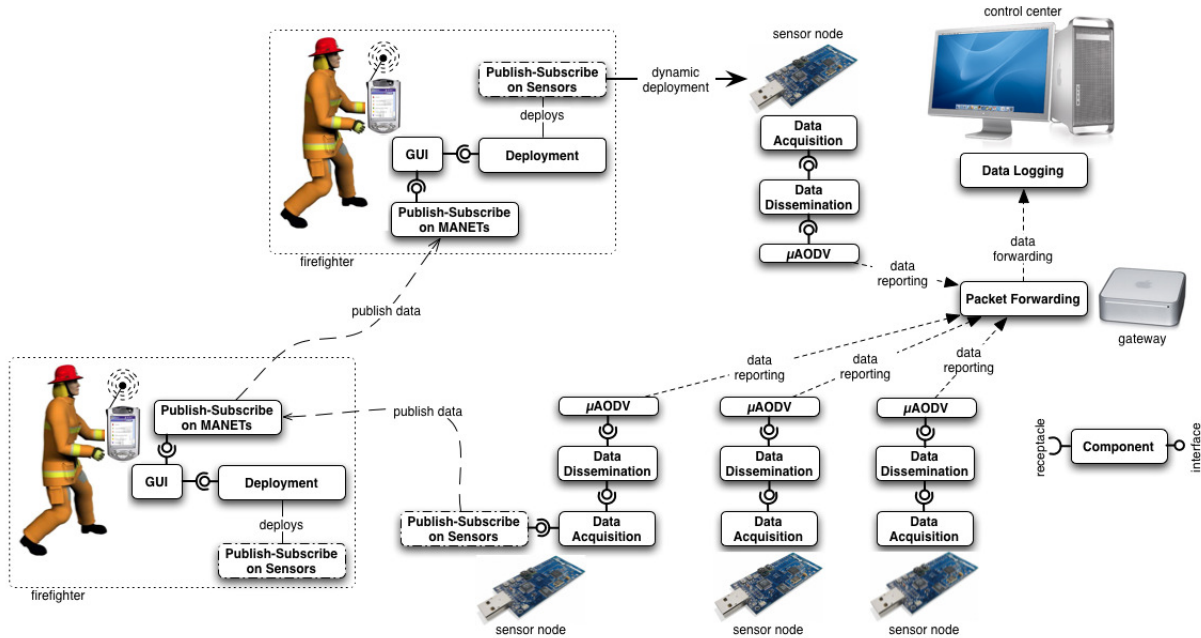 control center
sensor node
Publish-Subscribe
on Sensors
dynamic
deployment
deploys
Data
Acquisition
GUI
Deployment
Data Logging
Data
Dissemination
Publish-Subscribe
on MANETs
data
forwarding
µAODV
firefighter
data
reporting
Packet Forwarding
publish data
gateway
data
reporting
data
reporting
data
reporting
Publish-Subscribe
on MANETs
publish data
µAODV
µAODV
µAODV
receptacle
Component
interface
Data
Dissemination
Data
Dissemination
Data
Dissemination
GUI
Deployment
deploys
Publish-Subscribe
on Sensors
Data
Acquisition
Data
Acquisition
Data
Acquisition
Publish-Subscribe
on Sensors
firefighter
sensor node
sensor node
sensor node